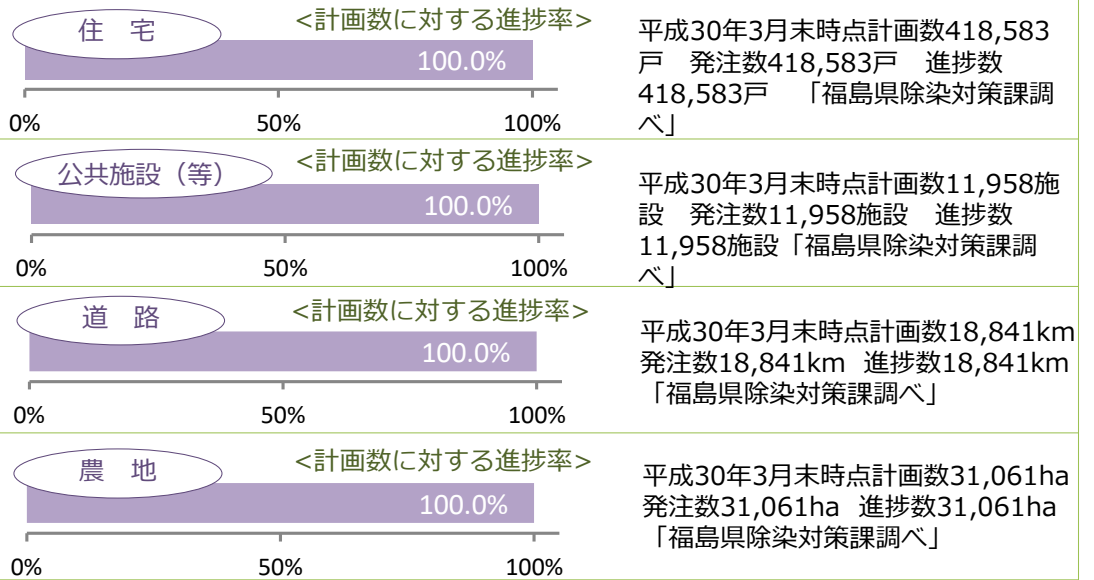 住　宅
<計画数に対する進捗率>
100.0%
0%
50%
100%
平成30年3月末時点計画数418,583
戸　発注数418,583戸　進捗数
418,583戸　「福島県除染対策課調
べ」
公共施設（等）
<計画数に対する進捗率>
100.0%
0%
50%
100%
平成30年3月末時点計画数11,958施
設　発注数11,958施設　進捗数
11,958施設「福島県除染対策課調
べ」
道　路
<計画数に対する進捗率>
100.0%
0%
50%
100%
平成30年3月末時点計画数18,841km
発注数18,841km 進捗数18,841km
「福島県除染対策課調べ」
農　地
<計画数に対する進捗率>
100.0%
0%
50%
100%
平成30年3月末時点計画数31,061ha
発注数31,061ha 進捗数31,061ha
「福島県除染対策課調べ」